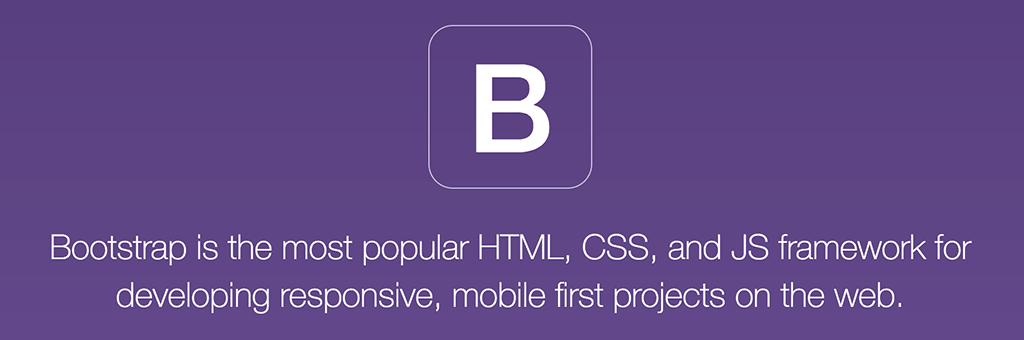 B
Bootstrap is the most popular HTML, CSS, and JS framework for
developing responsive, mobile first projects on the web.